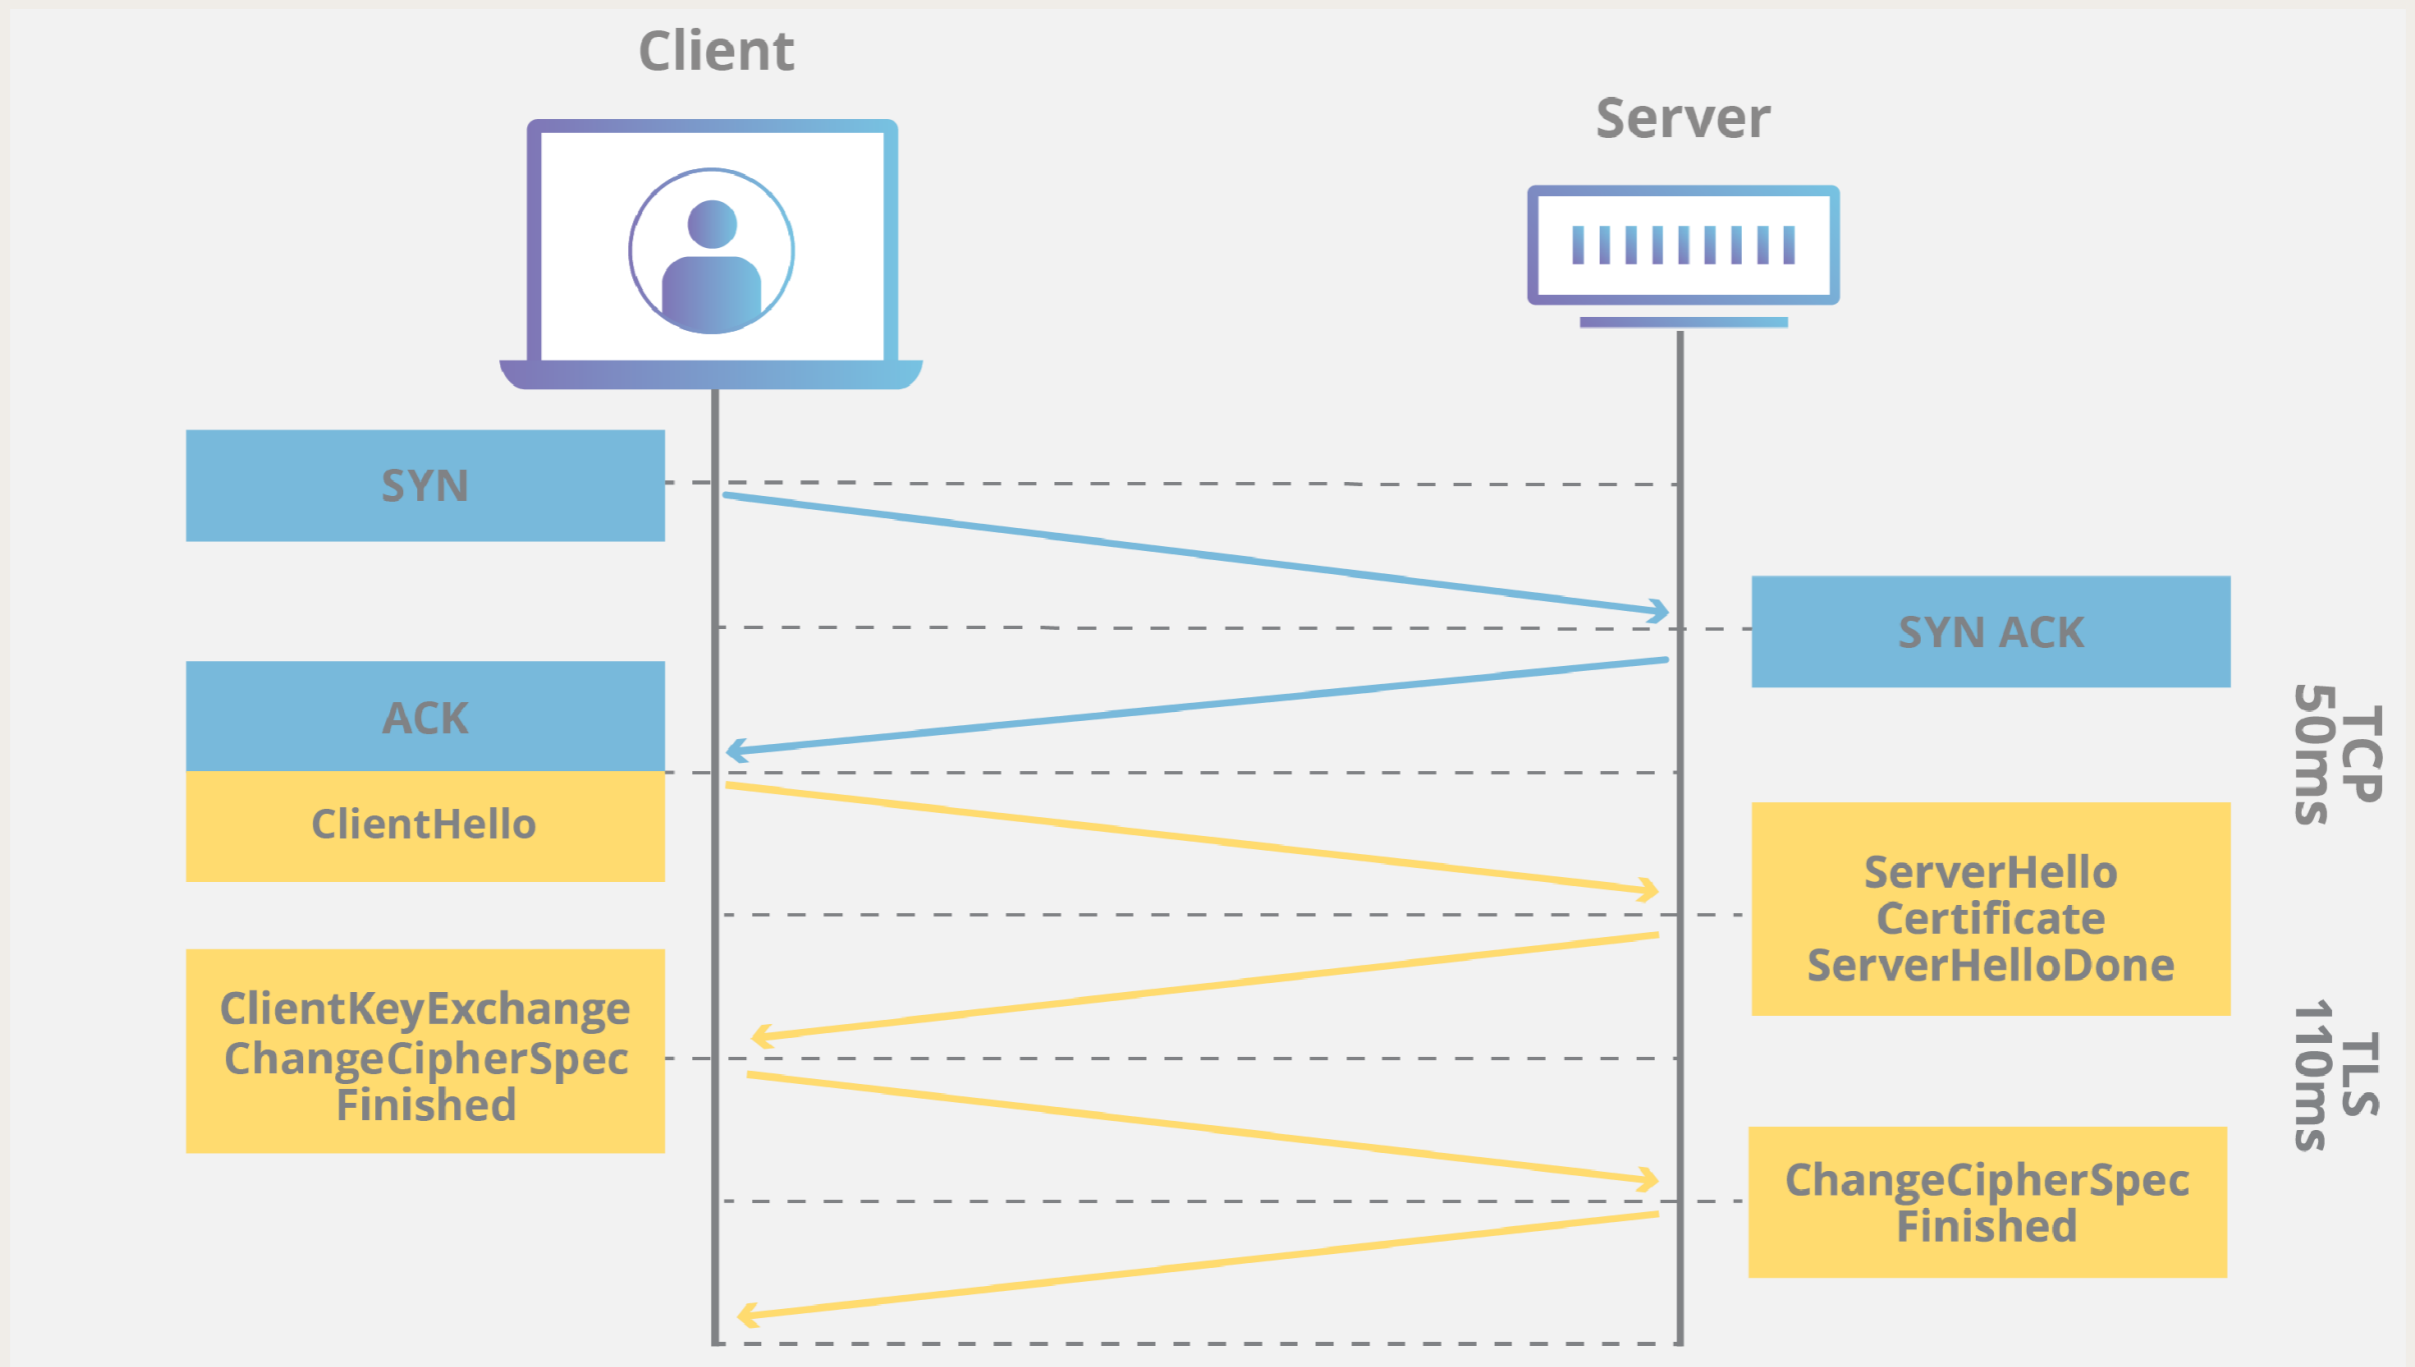 Client
Server
SYN
SYN ACK
ACK
ClientHello
ServerHello
Certificate
ServerHelloDone
ClientKeyExchange
ChangeCipherSpec
Finished
ChangeCipherSpec
Finished
TCP
50ms
TLS
110ms